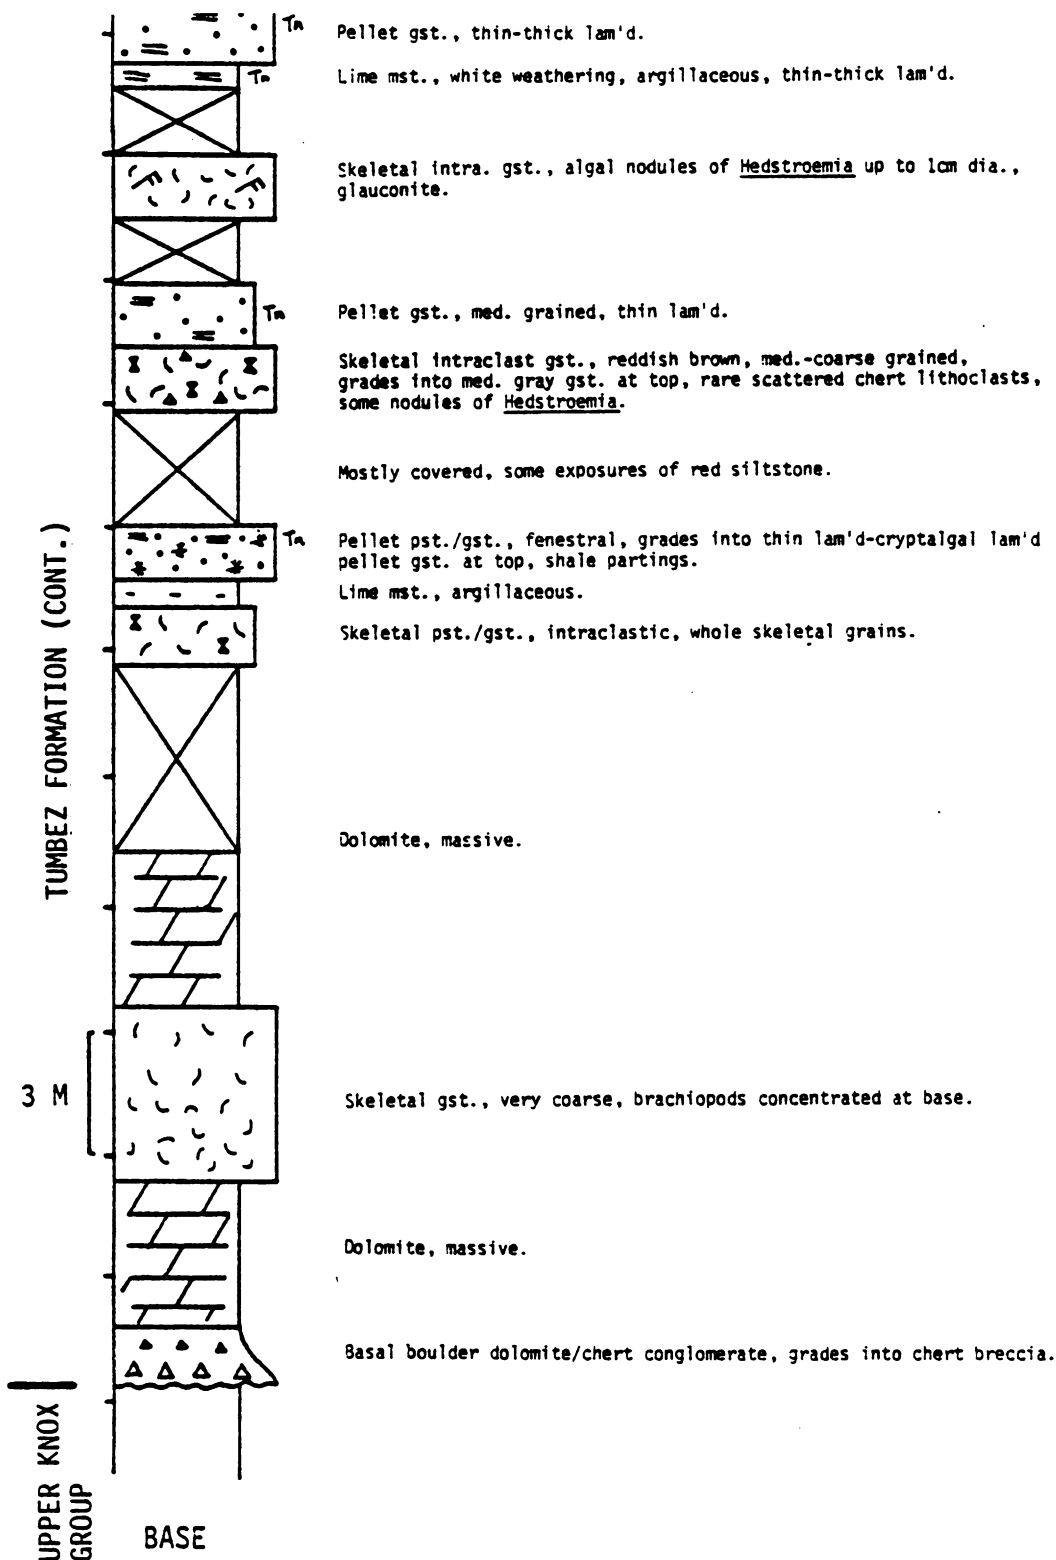 Tn
Pellet gst., thin-thick lam'd.
Tn
Lime mst., white weathering, argillaceous, thin-thick lam'd.
Skeletal intra. gst., algal nodules of Hedstroemia up to 1cm dia.,
glauconite.
Tn
Pellet gst., med. grained, thin lam'd.
Skeletal intraclast gst., reddish brown, med.-coarse grained,
grades into med. gray gst. at top, rare scattered chert lithoclasts,
some nodules of Hedstroemia.
Mostly covered, some exposures of red siltstone.
Tn
Pellet pst./gst., fenestral, grades into thin lam'd-cryptalgal lam'd
pellet gst. at top, shale partings.
Lime mst., argillaceous.
Skeletal pst./gst., intraclastic, whole skeletal grains.
TUMBEZ FORMATION (CONT.)
Dolomite, massive.
3 M
Skeletal gst., very coarse, brachiopods concentrated at base.
Dolomite, massive.
Basal boulder dolomite/chert conglomerate, grades into chert breccia.
UPPER KNOX
GROUP
BASE